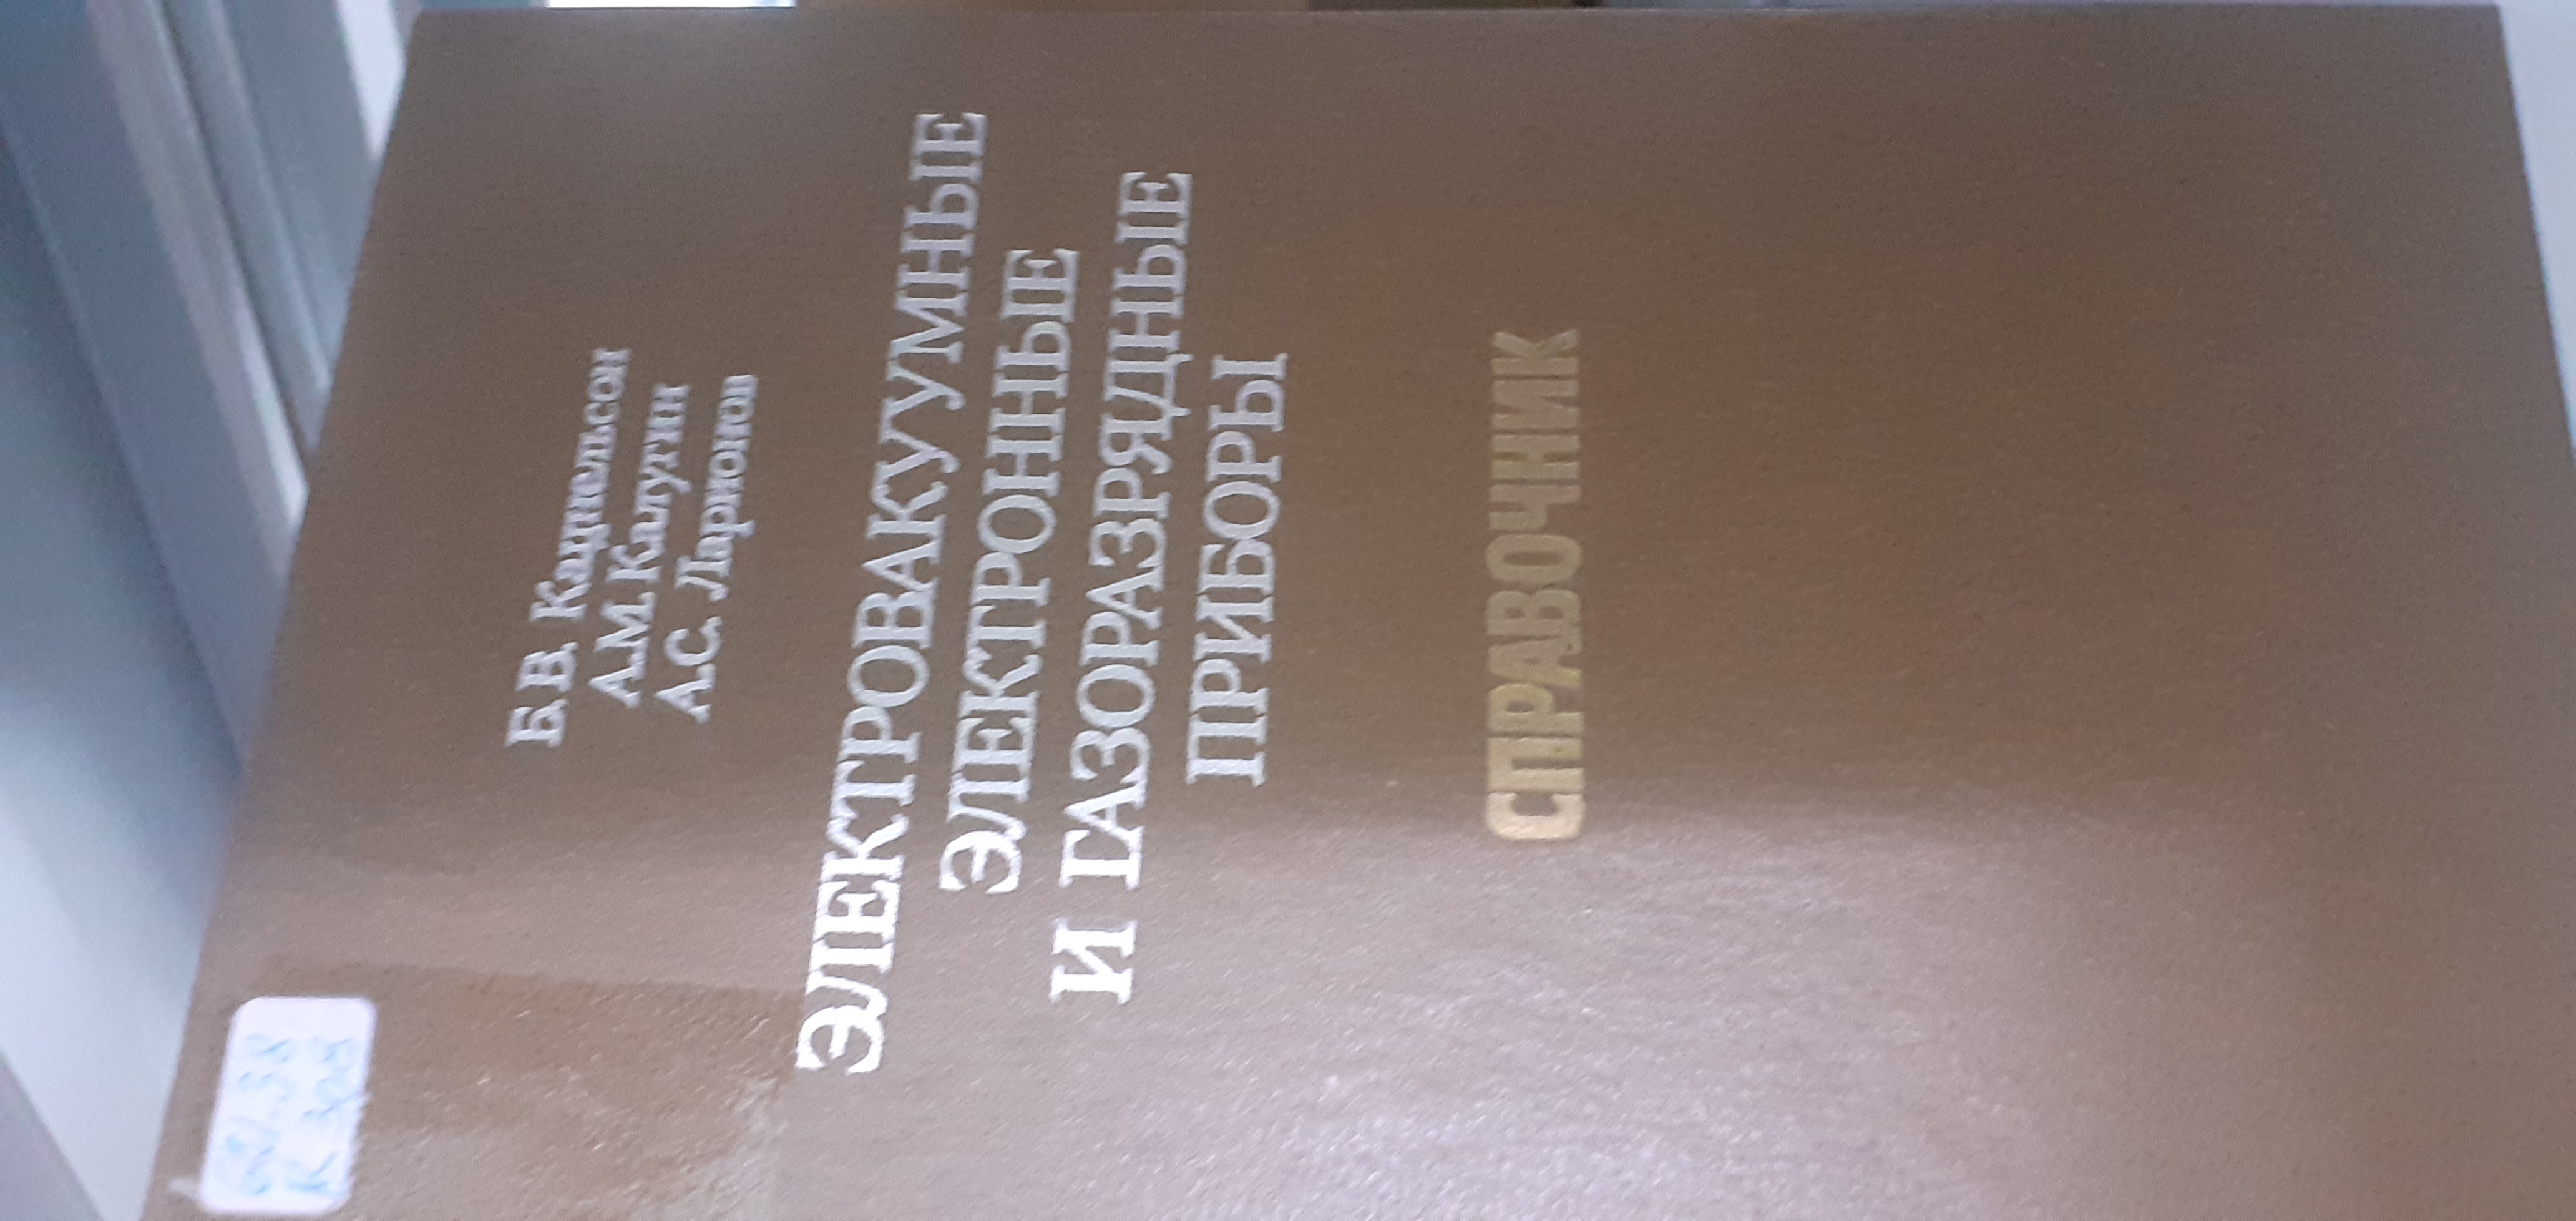 Б.В. Кацнельсон
А.М. Калугин
А.С. Ларионов
ЭЛЕКТРОВАКУУМНЫЕ
ЭЛЕКТРОННЫЕ
И ГАЗОРАЗРЯДНЫЕ
ПРИБОРЫ
СПРАВОЧНИК